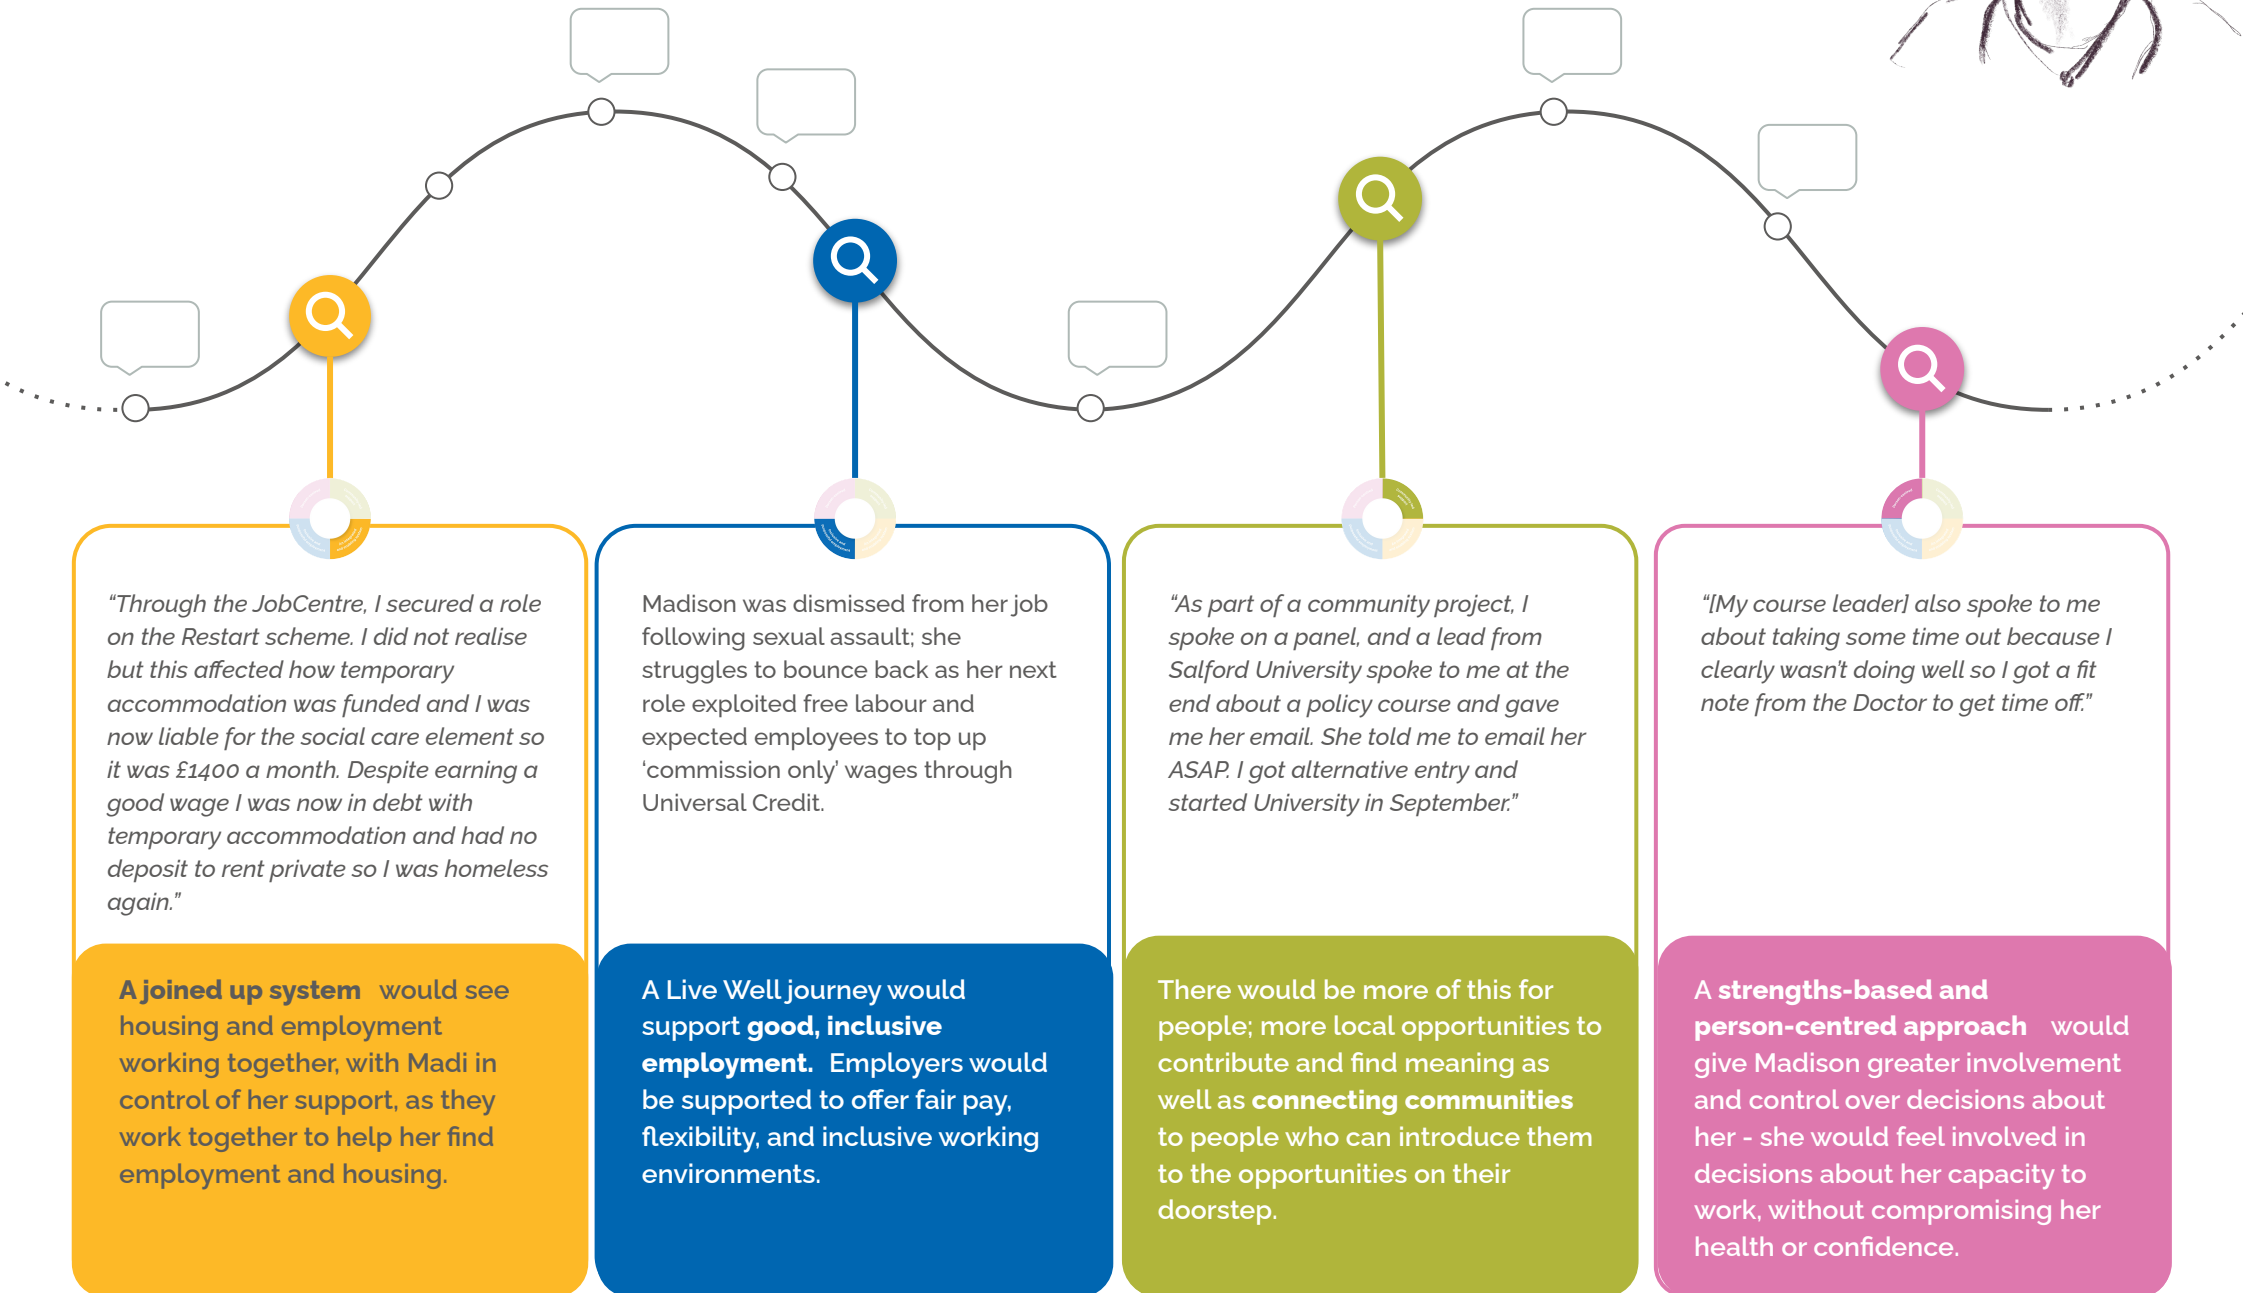 “Through the JobCentre, I secured a role
on the Restart scheme. I did not realise
but this affected how temporary
accommodation was funded and I was
now liable for the social care element so
it was £1400 a month. Despite earning a
good wage I was now in debt with
temporary accommodation and had no
deposit to rent private so I was homeless
again.”
A joined up system would see
housing and employment
working together, with Madi in
control of her support, as they
work together to help her find
employment and housing.
Madison was dismissed from her job
following sexual assault; she
struggles to bounce back as her next
role exploited free labour and
expected employees to top up
‘commission only’ wages through
Universal Credit.
A Live Well journey would
support good, inclusive
employment. Employers would
be supported to offer fair pay,
flexibility, and inclusive working
environments.
“As part of a community project, I
spoke on a panel, and a lead from
Salford University spoke to me at the
end about a policy course and gave
me her email. She told me to email her
ASAP. I got alternative entry and
started University in September.”
There would be more of this for
people; more local opportunities to
contribute and find meaning as
well as connecting communities
to people who can introduce them
to the opportunities on their
doorstep.
“[My course leader] also spoke to me
about taking some time out because I
clearly wasn’t doing well so I got a fit
note from the Doctor to get time off.”
A strengths-based and
person-centred approach would
give Madison greater involvement
and control over decisions about
her - she would feel involved in
decisions about her capacity to
work, without compromising her
health or confidence.